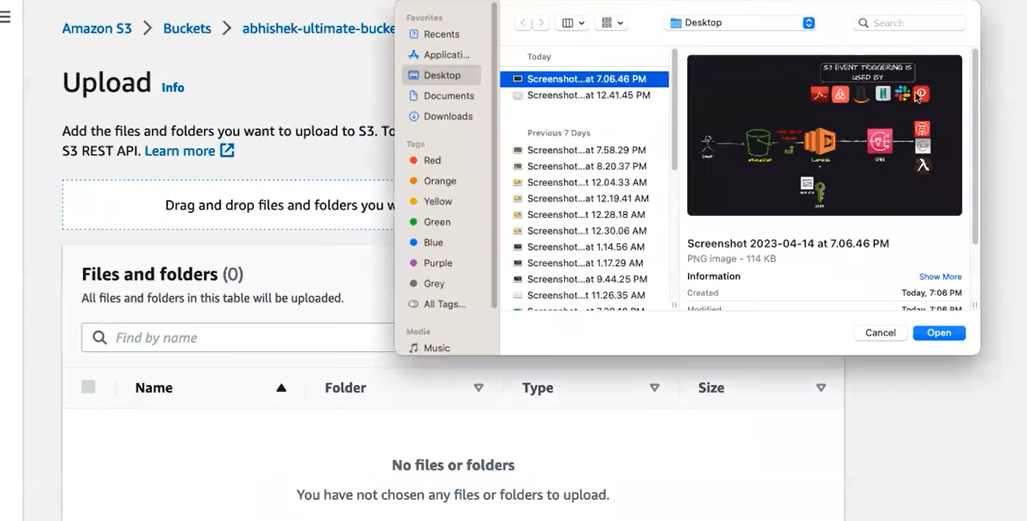 Amazon S3 > Buckets > abhishek-ultimate-bucke
Upload Info
Add the files and folders you want to upload to S3. To
S3 REST API. Learn more
Drag and drop files and folders you w
Files and folders (0)
All files and folders in this table will be uploaded.
Find by name
Name Folder Type Size
No files or folders
You have not chosen any files or folders to upload.
Favorites
Recents
Applicati...
Desktop
Documents
Downloads
Tags
Red
Orange
Yellow
Green
Blue
Purple
Grey
All Tags...
Media
Music
Desktop
Search
Today
Screenshot...at 7.06.46 PM
Screenshot...at 12.41.45 PM
Previous 7 Days
Screenshot...at 7.58.29 PM
Screenshot...at 8.20.37 PM
Screenshot...t 12.04.33 AM
Screenshot...at 12.19.41 AM
Screenshot...t 12.28.18 AM
Screenshot...t 12.30.06 AM
Screenshot...at 1.14.56 AM
Screenshot...at 1.17.29 AM
Screenshot...at 9.44.25 PM
Screenshot...t 11.26.35 AM
S3 EVENT TRIGGERING IS
USED BY
Lambda
Screenshot 2023-04-14 at 7.06.46 PM
PNG image - 114 KB
Information Show More
Created Today, 7:06 PM
Modified Today, 7:06 PM
Cancel Open